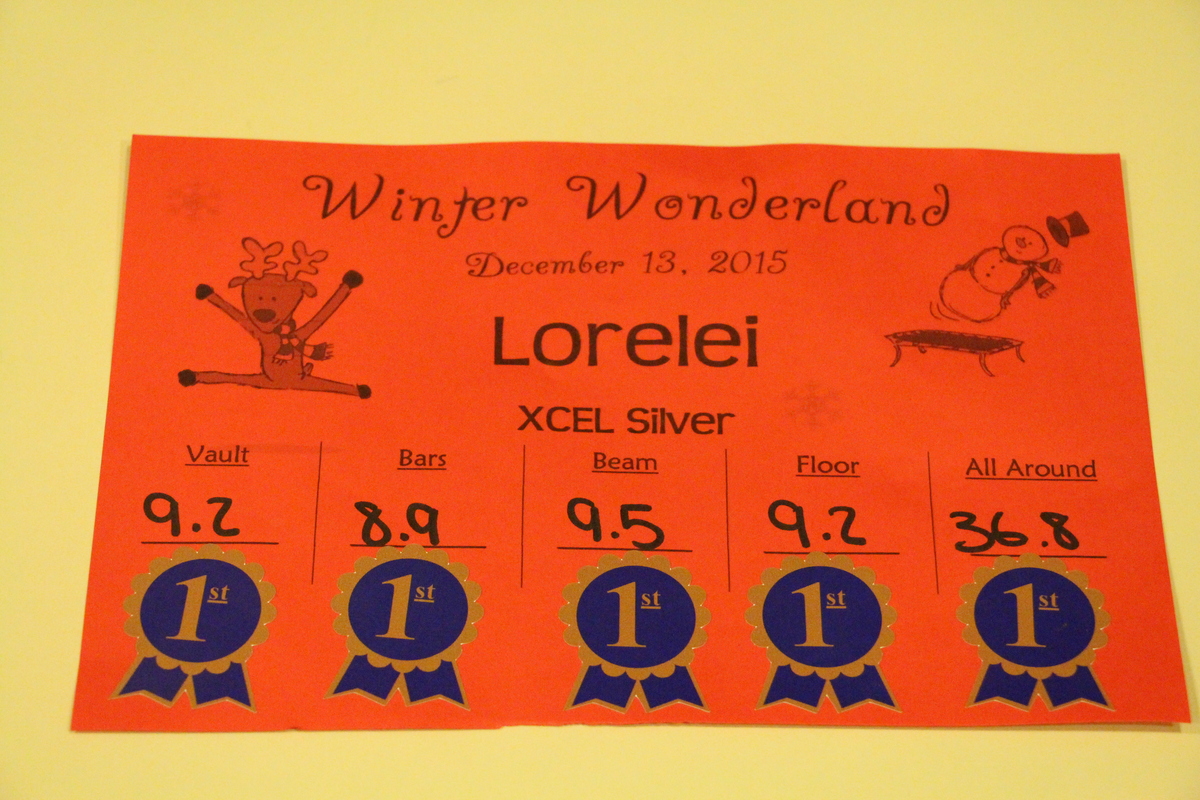 Winter Wonderland
December 13, 2015
Lorelei
XCEL Silver
Vault Bars Beam Floor All Around
9.2 8.9 9.5 9.2 36.8
1st 1st 1st 1st 1st